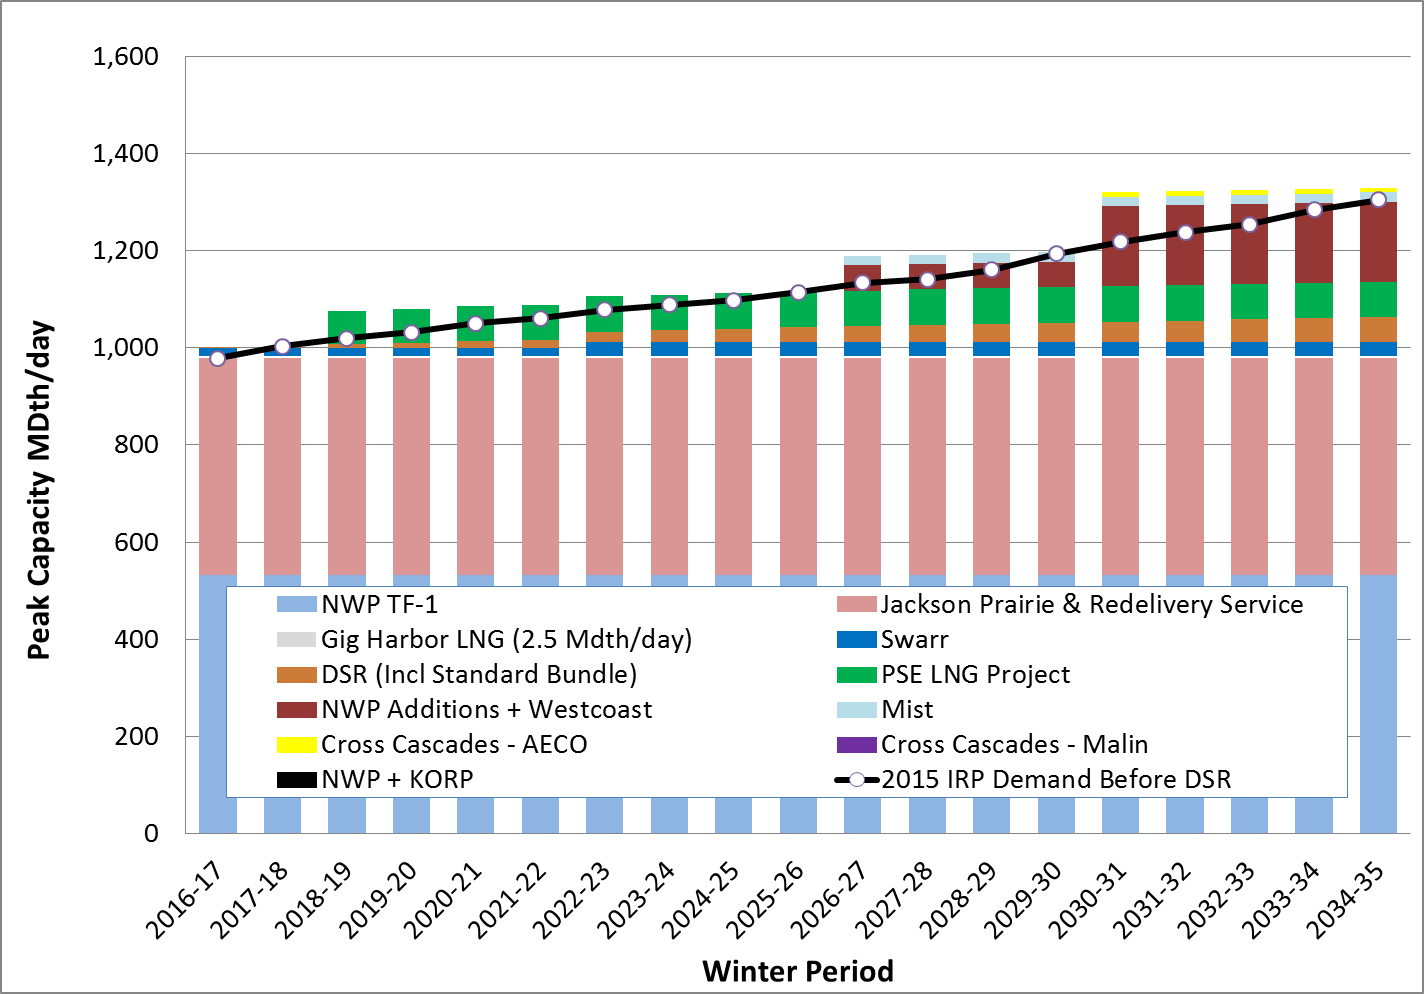 1,600
1,400
1,200
1,000
800
600
400
200
0
Peak Capacity MDth/day
NWP TF-1
Jackson Prairie & Redelivery Service
Gig Harbor LNG (2.5 Mdth/day)
Swarr
DSR (Incl Standard Bundle)
PSE LNG Project
NWP Additions + Westcoast
Mist
Cross Cascades - AECO
Cross Cascades - Malin
NWP + KORP
2015 IRP Demand Before DSR
2016-17
2017-18
2018-19
2019-20
2020-21
2021-22
2022-23
2023-24
2024-25
2025-26
2026-27
2027-28
2028-29
2029-30
2030-31
2031-32
2032-33
2033-34
2034-35
Winter Period